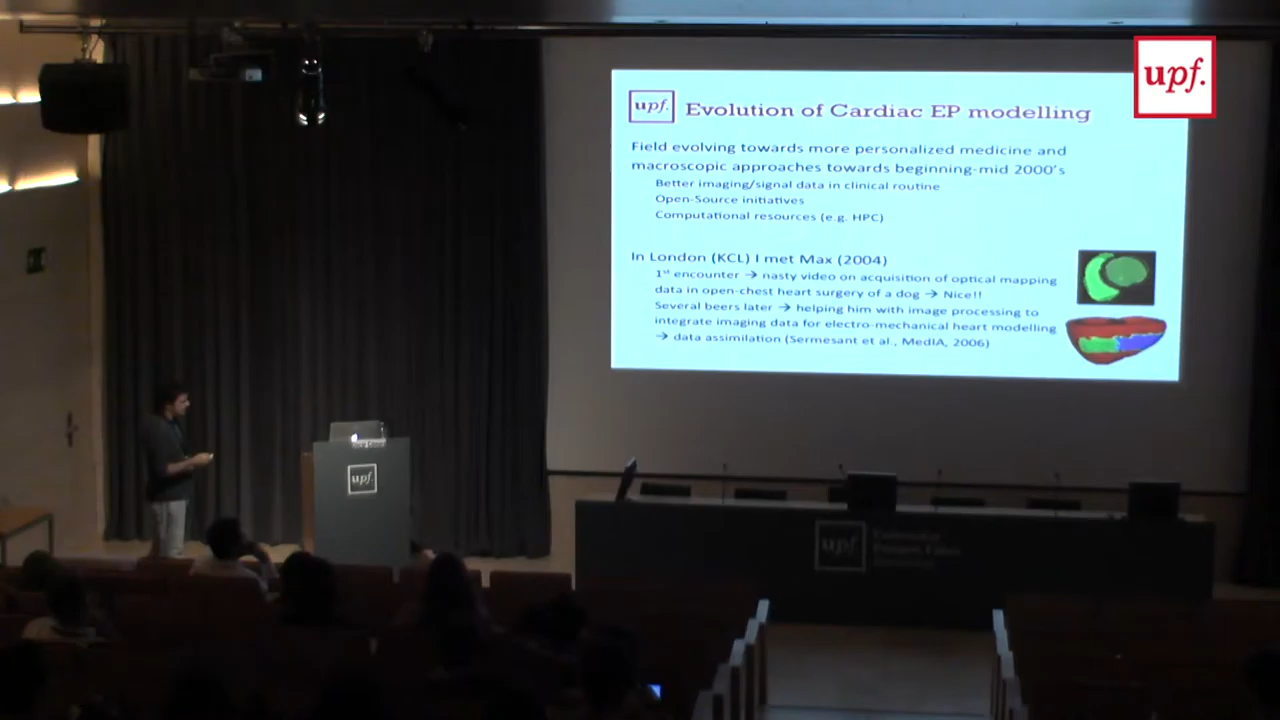 upf.
upf. Evolution of Cardiac EP modelling
Field evolving towards more personalized medicine and
macroscopic approaches towards beginning-mid 2000's
Better imaging/signal data in clinical routine
Open-Source initiatives
Computational resources (e.g. HPC)
In London (KCL) I met Max (2004)
1st encounter → nasty video on acquisition of optical mapping
data in open-chest heart surgery of a dog → Nice!!
Several beers later → helping him with image processing to
integrate imaging data for electro-mechanical heart modelling
→ data assimilation (Sermesant et al., MedIA, 2006)
upf.
upf.